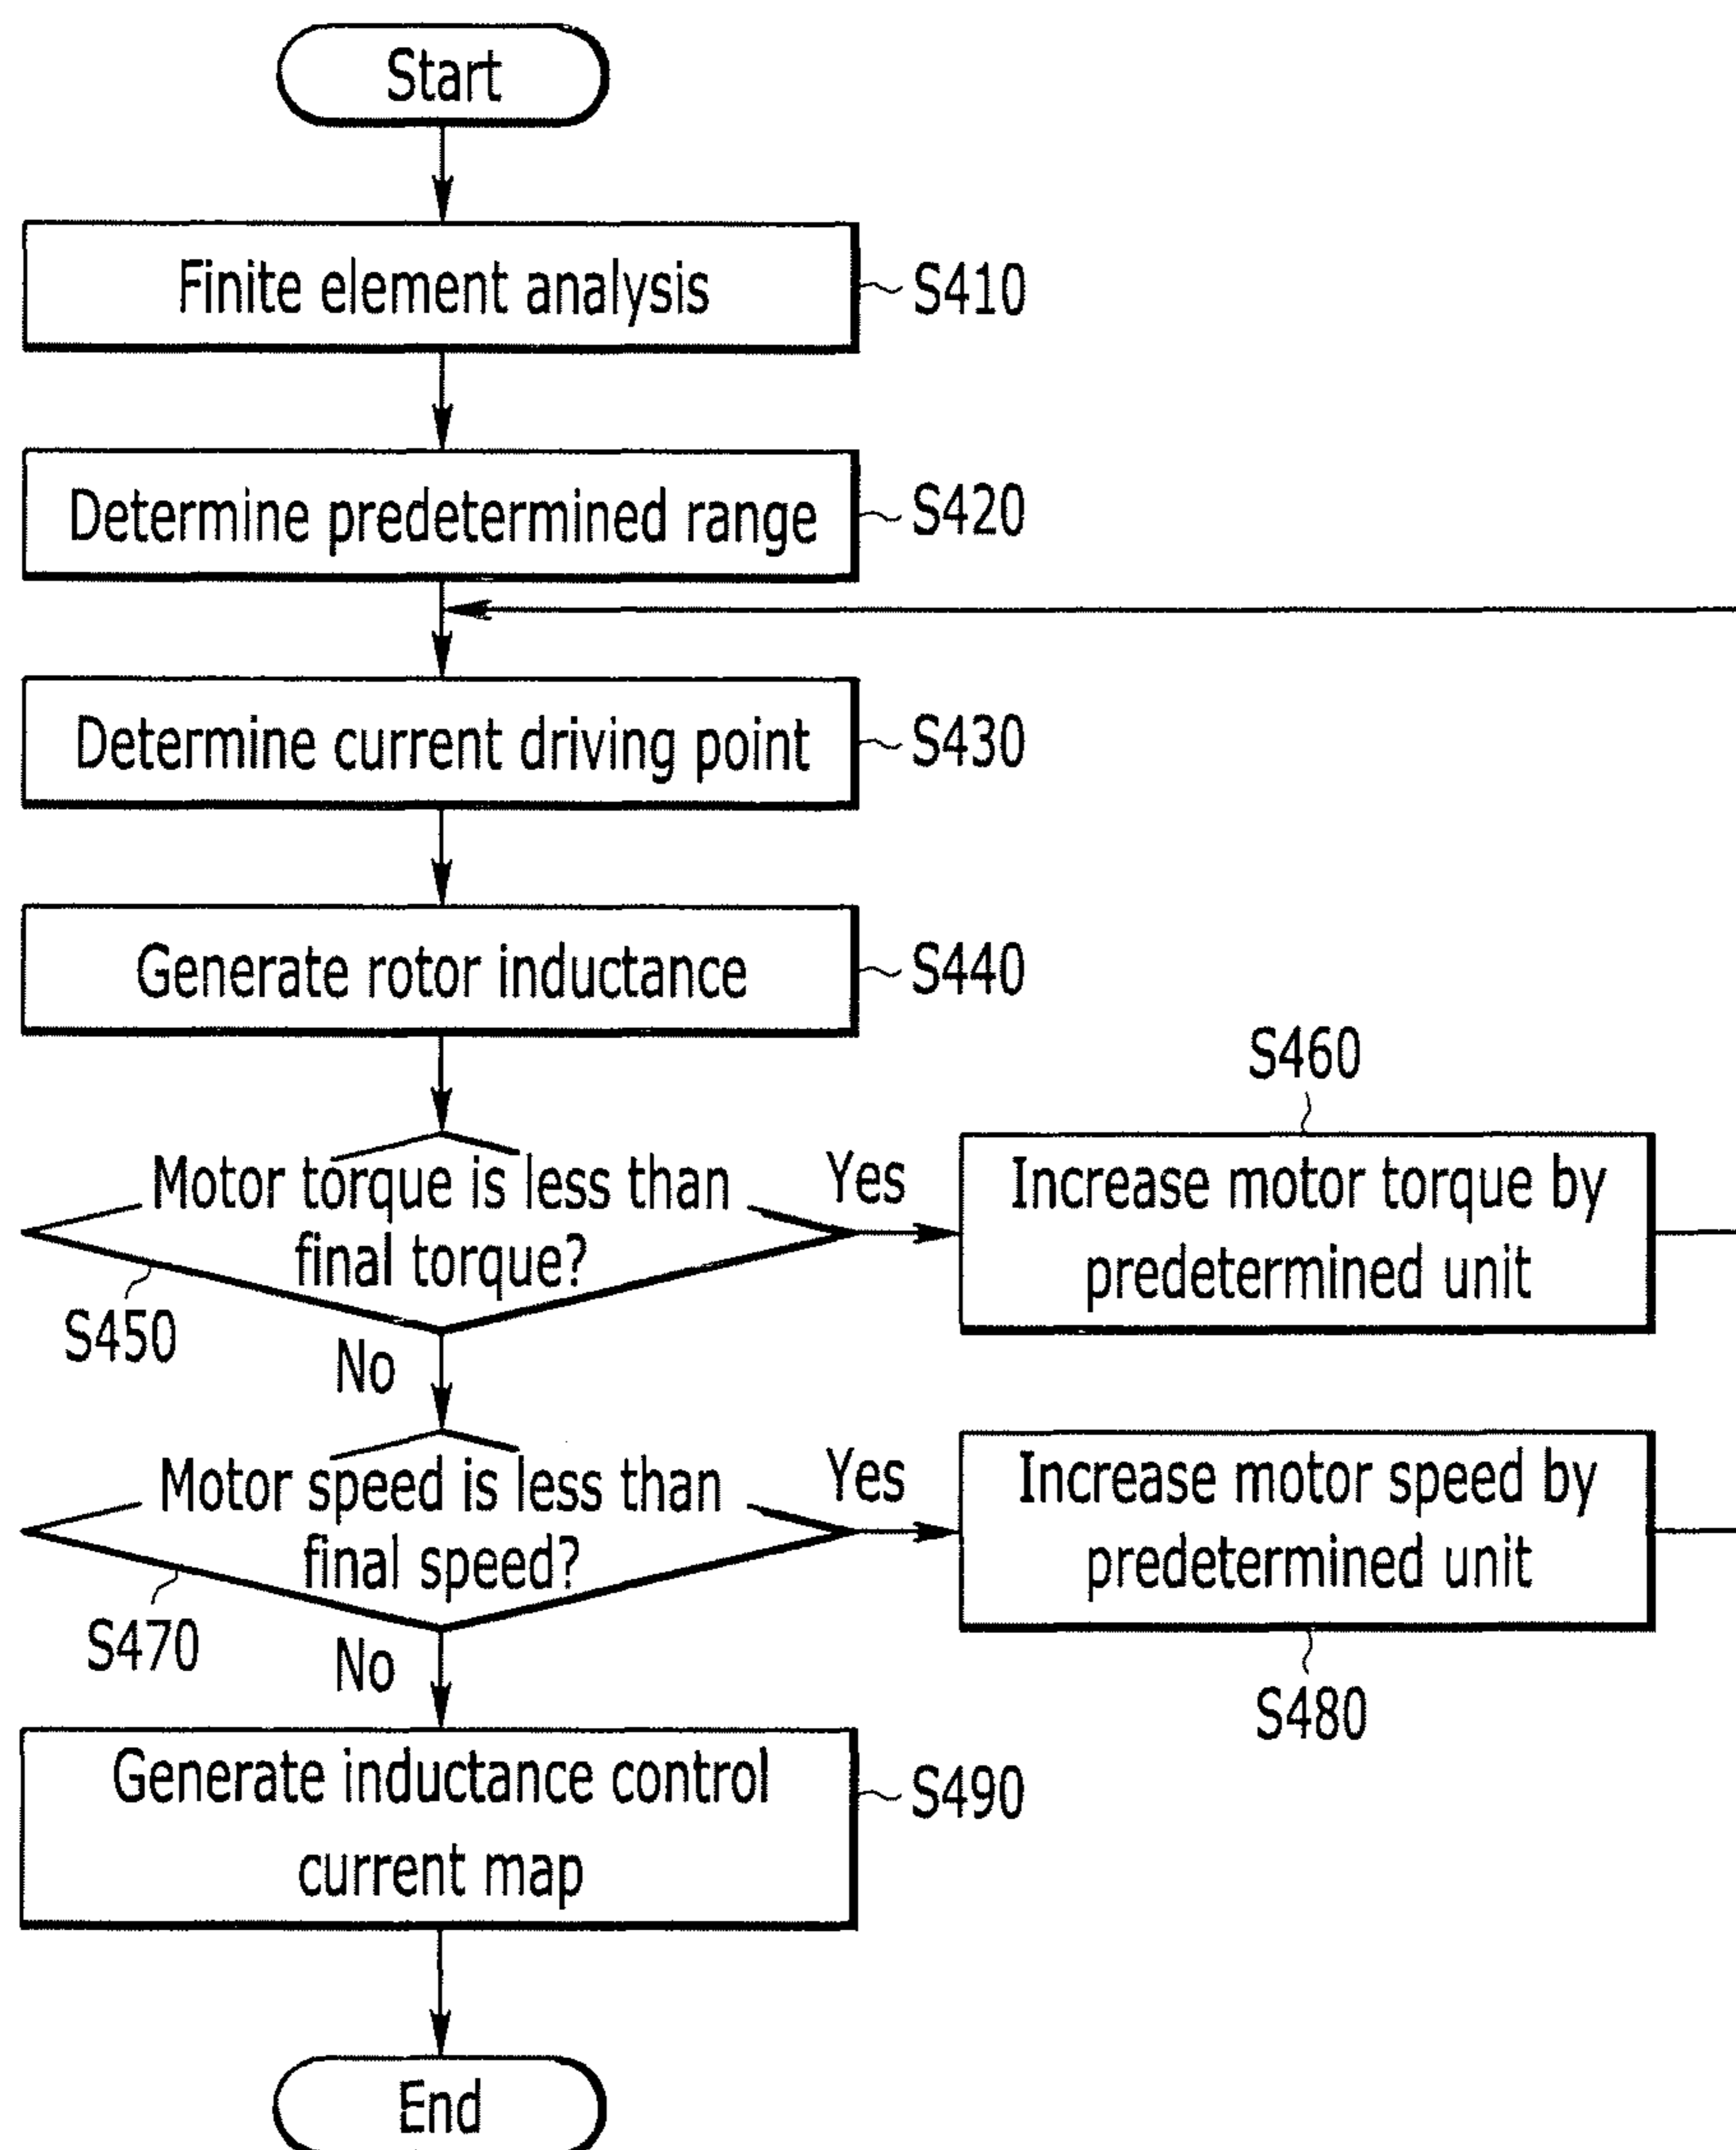 Start
Finite element analysis
S410
Determine predetermined range
S420
Determine current driving point
S430
Generate rotor inductance
S440
S460
Motor torque is less than
final torque?
Yes
Increase motor torque by
predetermined unit
S450
No
Motor speed is less than
final speed?
Yes
Increase motor speed by
predetermined unit
S470
No
S480
Generate inductance control
current map
S490
End